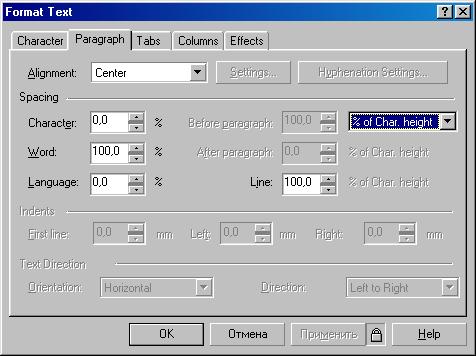 Format Text
Character Paragraph Tabs Columns Effects
Alignment: Center Settings... Hyphenation Settings...
Spacing
Character: 0,0 % Before paragraph: 100,0 % of Char. height
Word: 100,0 % After paragraph: 0,0 % of Char. height
Language: 0,0 % Line: 100,0 % of Char. height
Indents
First line: 0,0 mm Left: 0,0 mm Right: 0,0 mm
Text Direction
Orientation: Horizontal Direction: Left to Right
OK Отмена Применить Help